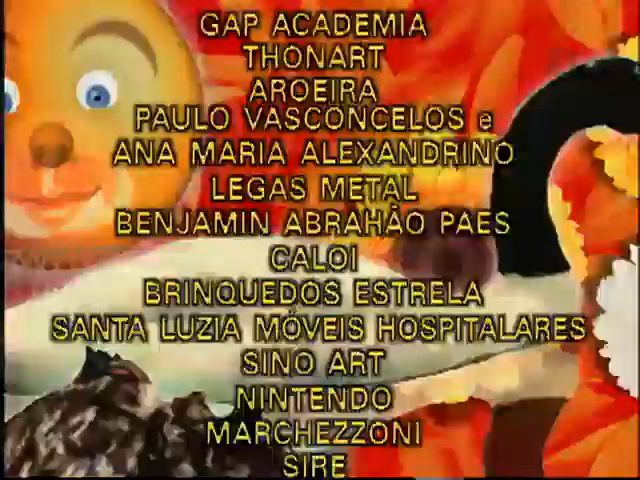 GAP ACADEMIA
THONART
AROEIRA
PAULO VASCONCELOS e
ANA MARIA ALEXANDRINO
LEGAS METAL
BENJAMIN ABRAHÃO PAES
CALOI
BRINQUEDOS ESTRELA
SANTA LUZIA MÓVEIS HOSPITALARES
SINO ART
NINTENDO
MARCHEZZONI
SIRE